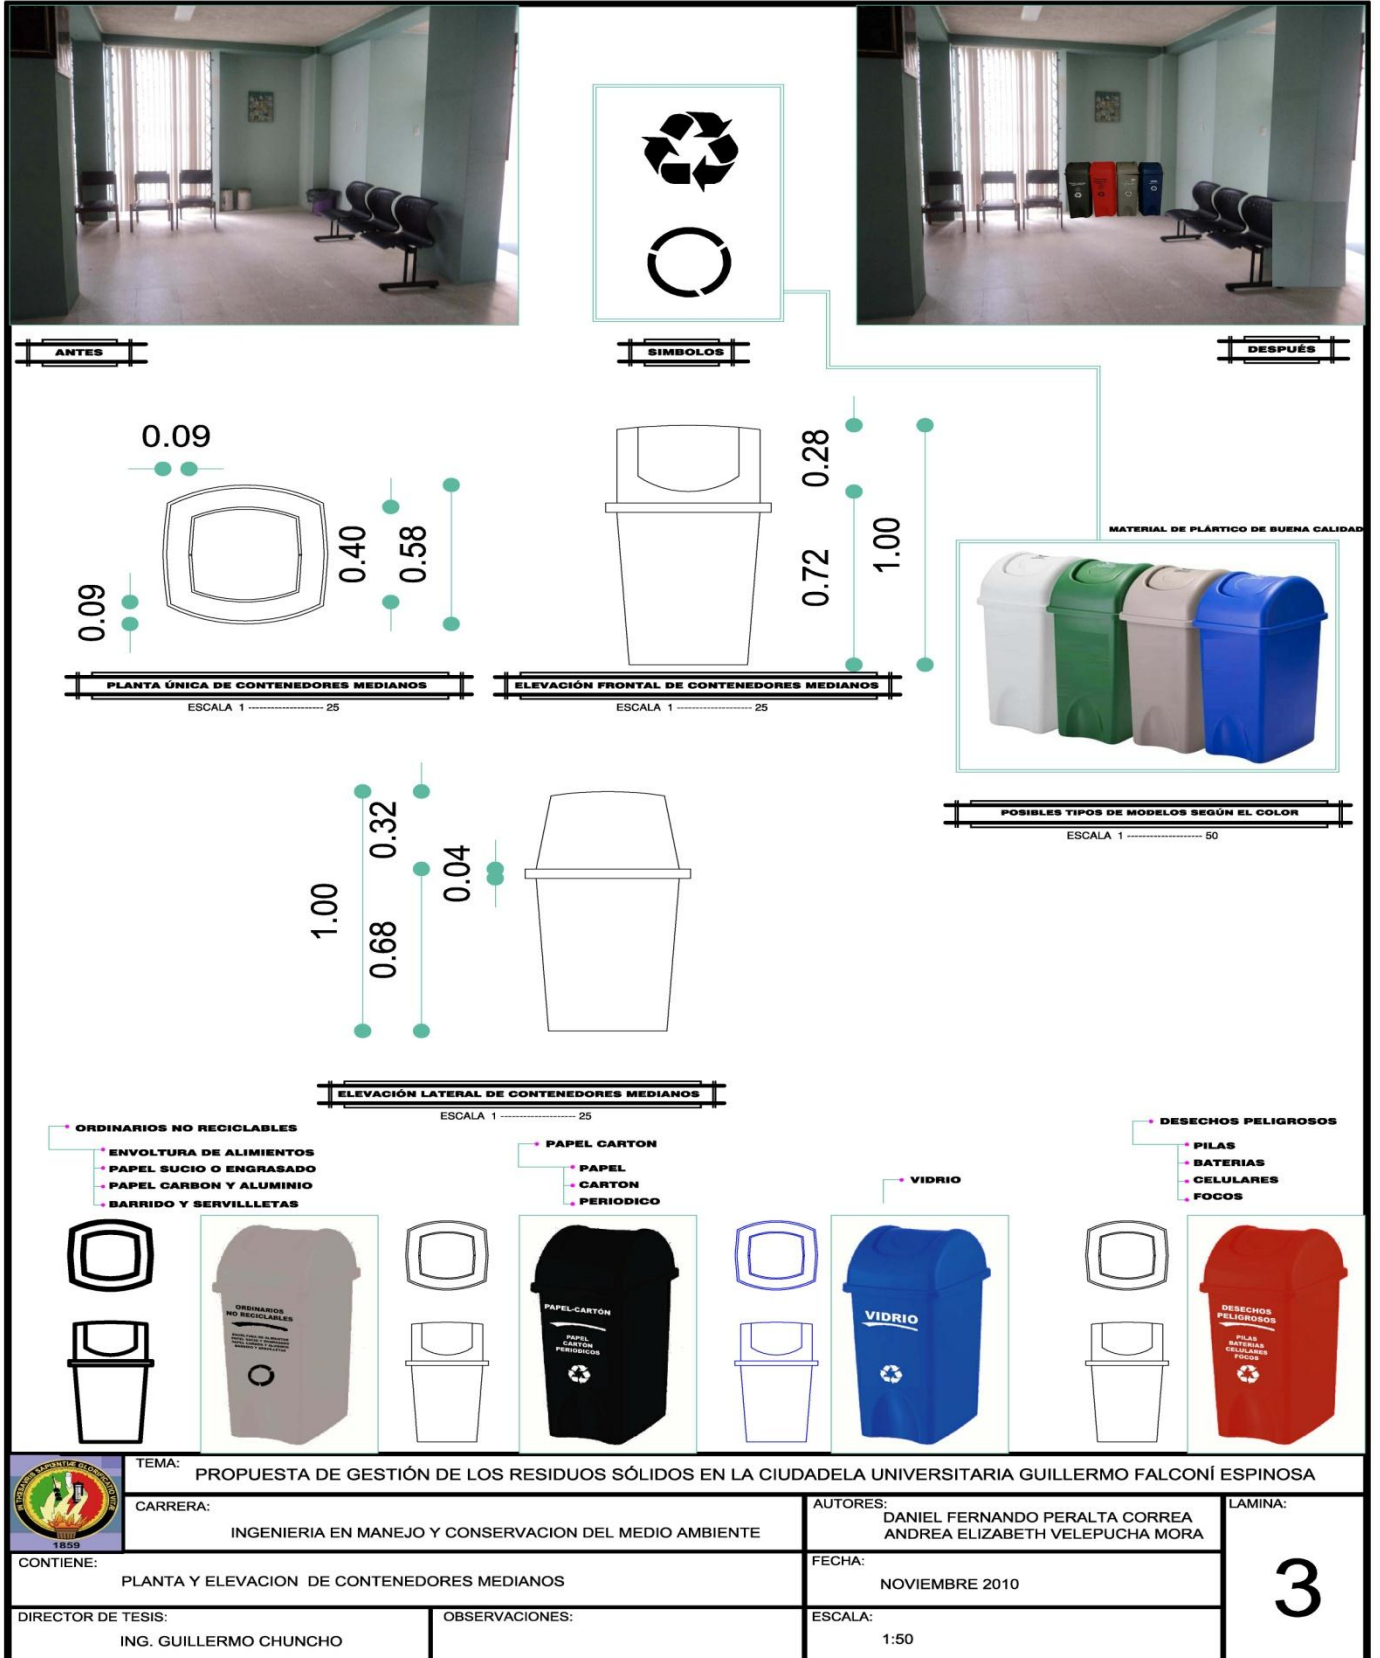 ANTES
SIMBOLOS
DESPUÉS
0.09
0.09
0.40
0.58
0.28
0.72
1.00
MATERIAL DE PLÁRTICO DE BUENA CALIDAD
PLANTA ÚNICA DE CONTENEDORES MEDIANOS
ESCALA 1 -------------------- 25
ELEVACIÓN FRONTAL DE CONTENEDORES MEDIANOS
ESCALA 1 -------------------- 25
POSIBLES TIPOS DE MODELOS SEGÚN EL COLOR
ESCALA 1 -------------------- 50
1.00
0.32
0.68
0.04
ELEVACIÓN LATERAL DE CONTENEDORES MEDIANOS
ESCALA 1 -------------------- 25
ORDINARIOS NO RECICLABLES
ENVOLTURA DE ALIMIENTOS
PAPEL SUCIO O ENGRASADO
PAPEL CARBON Y ALUMINIO
BARRIDO Y SERVILLLETAS
PAPEL CARTON
PAPEL
CARTON
PERIODICO
VIDRIO
DESECHOS PELIGROSOS
PILAS
BATERIAS
CELULARES
FOCOS
ORDINARIOS
NO RECICLABLES
PAPEL-CARTÓN
PAPEL
CARTON
PERIODICOS
VIDRIO
DESECHOS
PELIGROSOS
PILAS
BATERIAS
CELULARES
FOCOS
1859
TEMA: PROPUESTA DE GESTIÓN DE LOS RESIDUOS SÓLIDOS EN LA CIUDADELA UNIVERSITARIA GUILLERMO FALCONÍ ESPINOSA
CARRERA:
INGENIERIA EN MANEJO Y CONSERVACION DEL MEDIO AMBIENTE
AUTORES:
DANIEL FERNANDO PERALTA CORREA
ANDREA ELIZABETH VELEPUCHA MORA
LAMINA:
3
CONTIENE:
PLANTA Y ELEVACION DE CONTENEDORES MEDIANOS
FECHA:
NOVIEMBRE 2010
DIRECTOR DE TESIS:
ING. GUILLERMO CHUNCHO
OBSERVACIONES:
ESCALA:
1:50